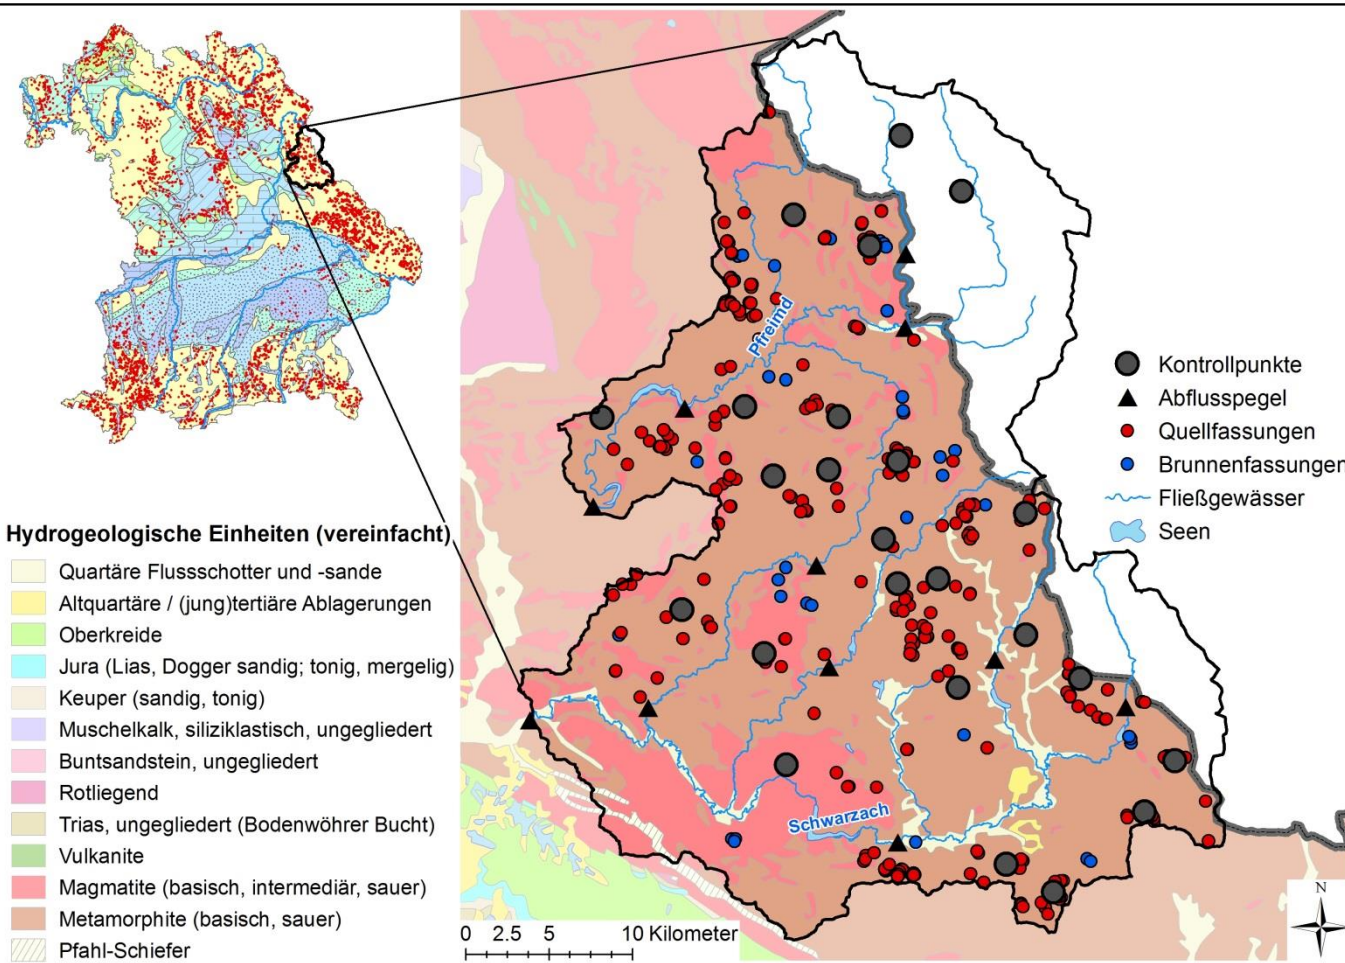 Pfreimd
Schwarzach
Kontrollpunkte
Abflusspegel
Quellfassungen
Brunnenfassungen
Fließgewässer
Seen
Hydrogeologische Einheiten (vereinfacht)
Quartäre Flussschotter und -sande
Altquartäre / (jung)tertiäre Ablagerungen
Oberkreide
Jura (Lias, Dogger sandig; tonig, mergelig)
Keuper (sandig, tonig)
Muschelkalk, siliziklastisch, ungegliedert
Buntsandstein, ungegliedert
Rotliegend
Trias, ungegliedert (Bodenwöhrer Bucht)
Vulkanite
Magmatite (basisch, intermediär, sauer)
Metamorphite (basisch, sauer)
Pfahl-Schiefer
0 2.5 5 10 Kilometer
N